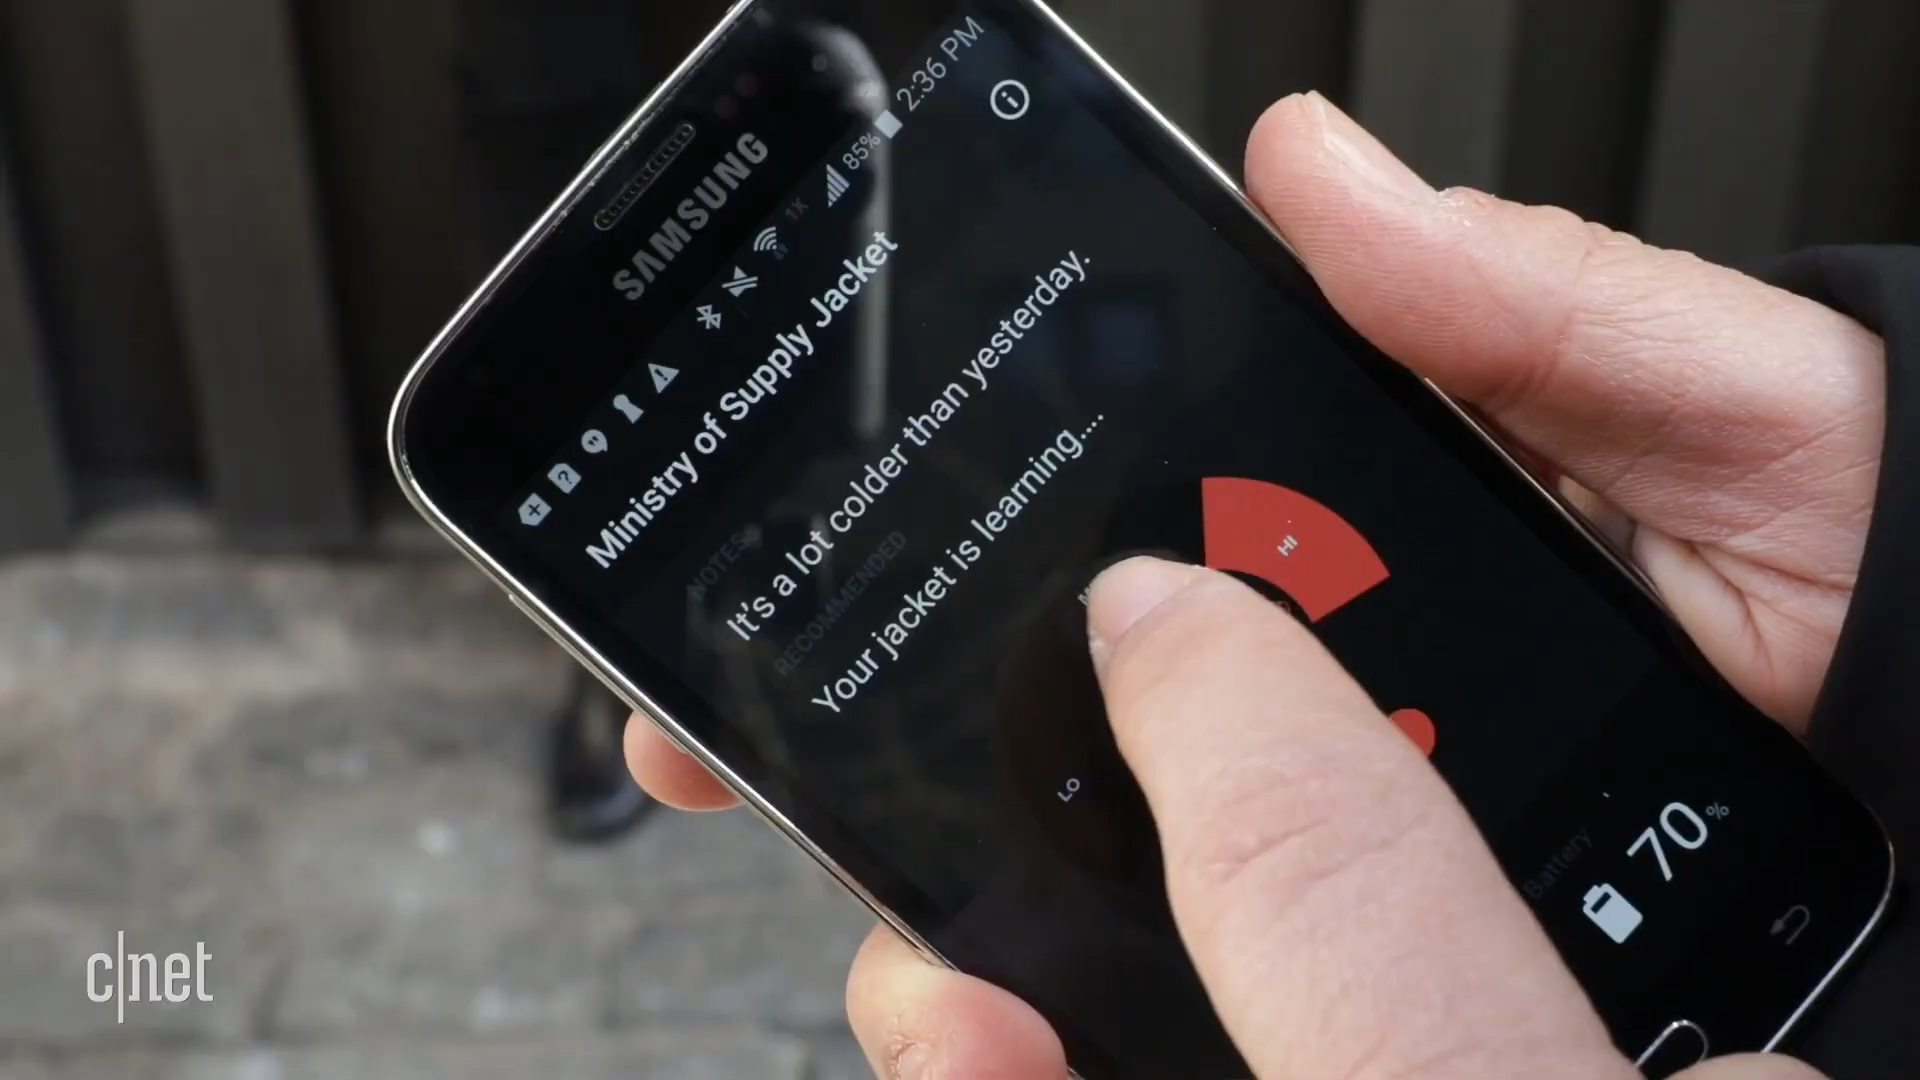 SAMSUNG
1X
85%
2:36 PM
Ministry of Supply Jacket
NOTES
It's a lot colder than yesterday.
RECOMMENDED
Your jacket is learning....
HI
LO
Battery
70%
c|net